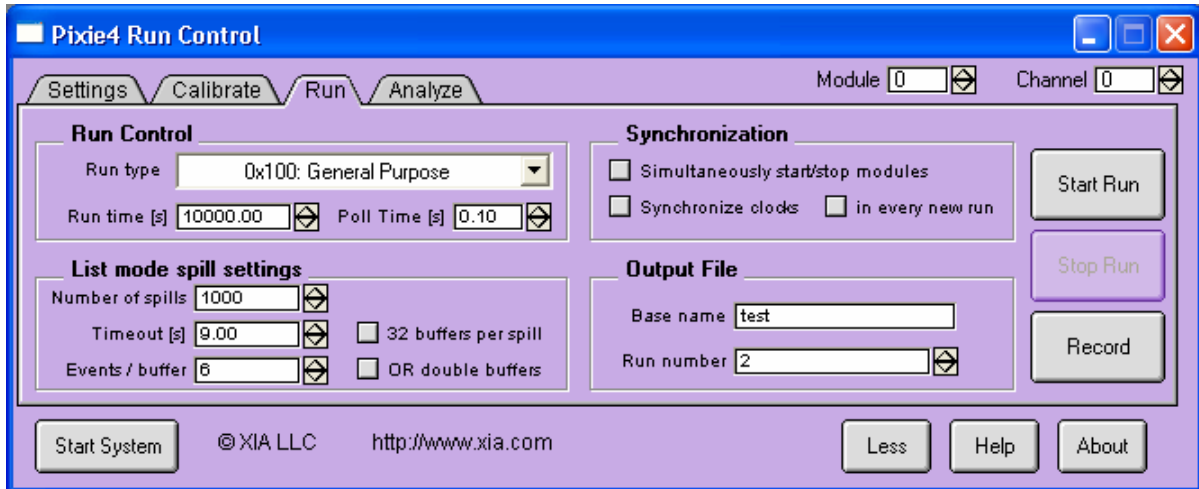 Pixie4 Run Control
Settings Calibrate Run Analyze Module 0 Channel 0
Run Control
Run type 0x100: General Purpose
Run time [s] 10000.00 Poll Time [s] 0.10
Synchronization
Simultaneously start/stop modules
Synchronize clocks in every new run
List mode spill settings
Number of spills 1000
Timeout [s] 9.00 32 buffers per spill
Events / buffer 6 OR double buffers
Output File
Base name test
Run number 2
Start Run
Stop Run
Record
Start System © XIA LLC http://www.xia.com Less Help About